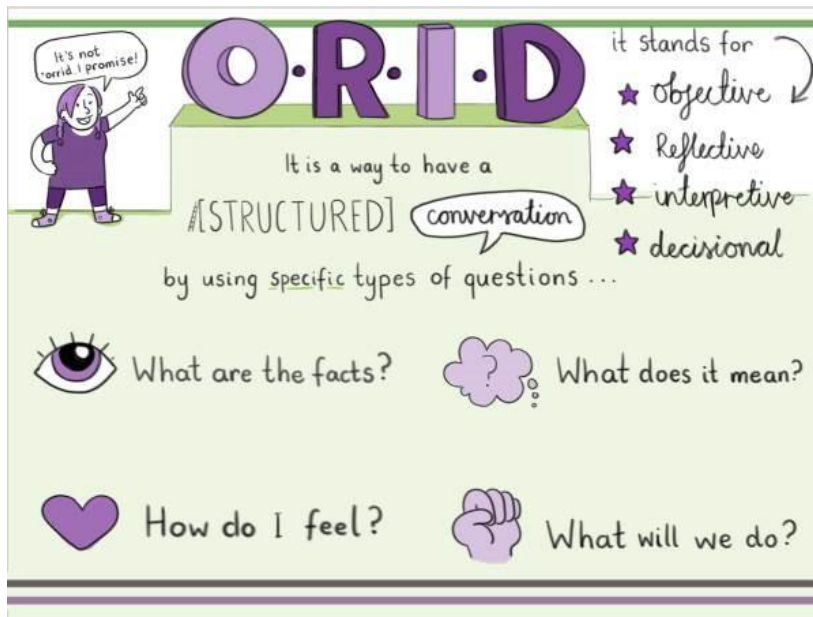 It's not
'orrid I promise!
O.R.I.D
it stands for
objective
Reflective
interpretive
decisional
It is a way to have a
[STRUCTURED] conversation
by using specific types of questions ...
What are the facts?
What does it mean?
How do I feel?
What will we do?